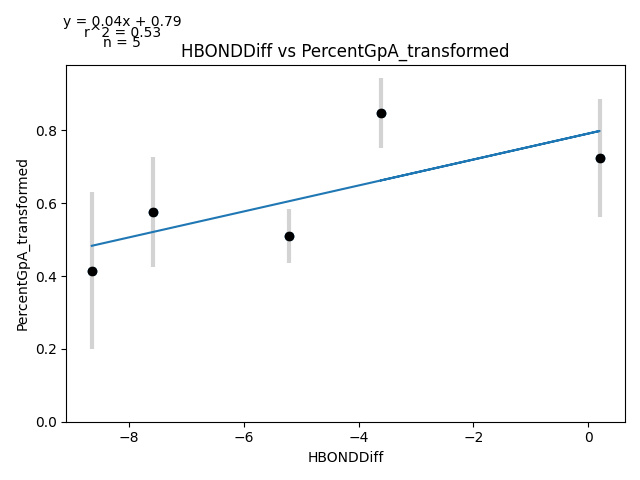 y = 0.04x + 0.79
r^2 = 0.53
n = 5
HBONDDiff vs PercentGpA_transformed
PercentGpA_transformed
0.8
0.6
0.4
0.2
0.0
−8
−6
−4
−2
0
HBONDDiff